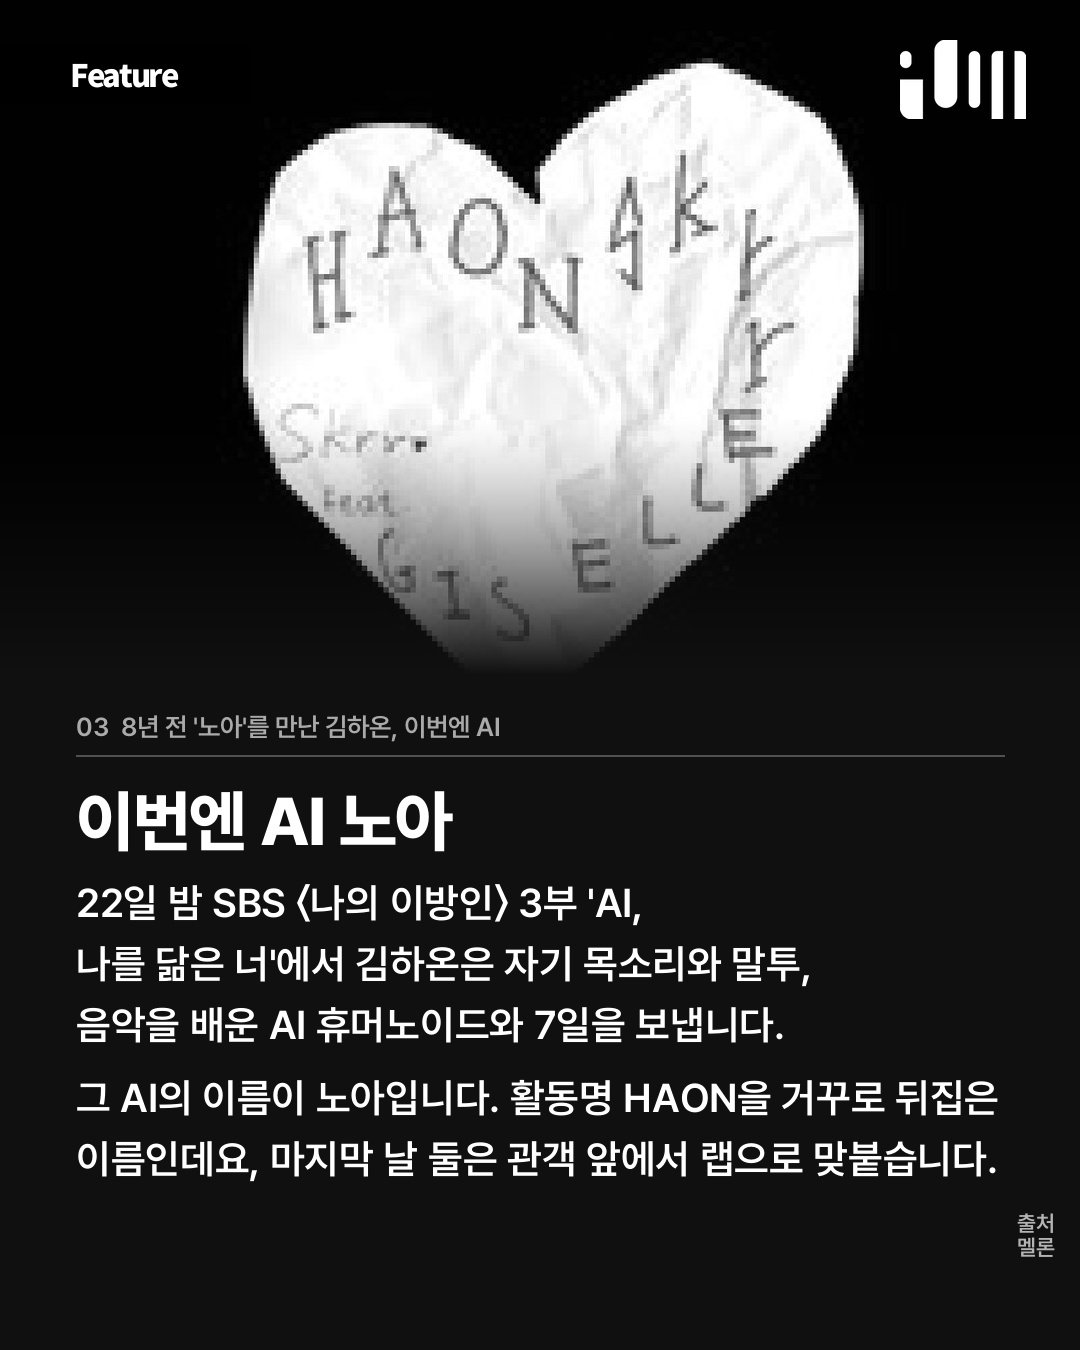 Feature
HAON Skrr
Skrr.
feat.
GISELLE
03 8년 전 '노아'를 만난 김하온, 이번엔 AI
이번엔 AI 노아
22일 밤 SBS 〈나의 이방인〉 3부 'AI,
나를 닮은 너'에서 김하온은 자기 목소리와 말투,
음악을 배운 AI 휴머노이드와 7일을 보냅니다.
그 AI의 이름이 노아입니다. 활동명 HAON을 거꾸로 뒤집은
이름인데요, 마지막 날 둘은 관객 앞에서 랩으로 맞붙습니다.
출처
멜론